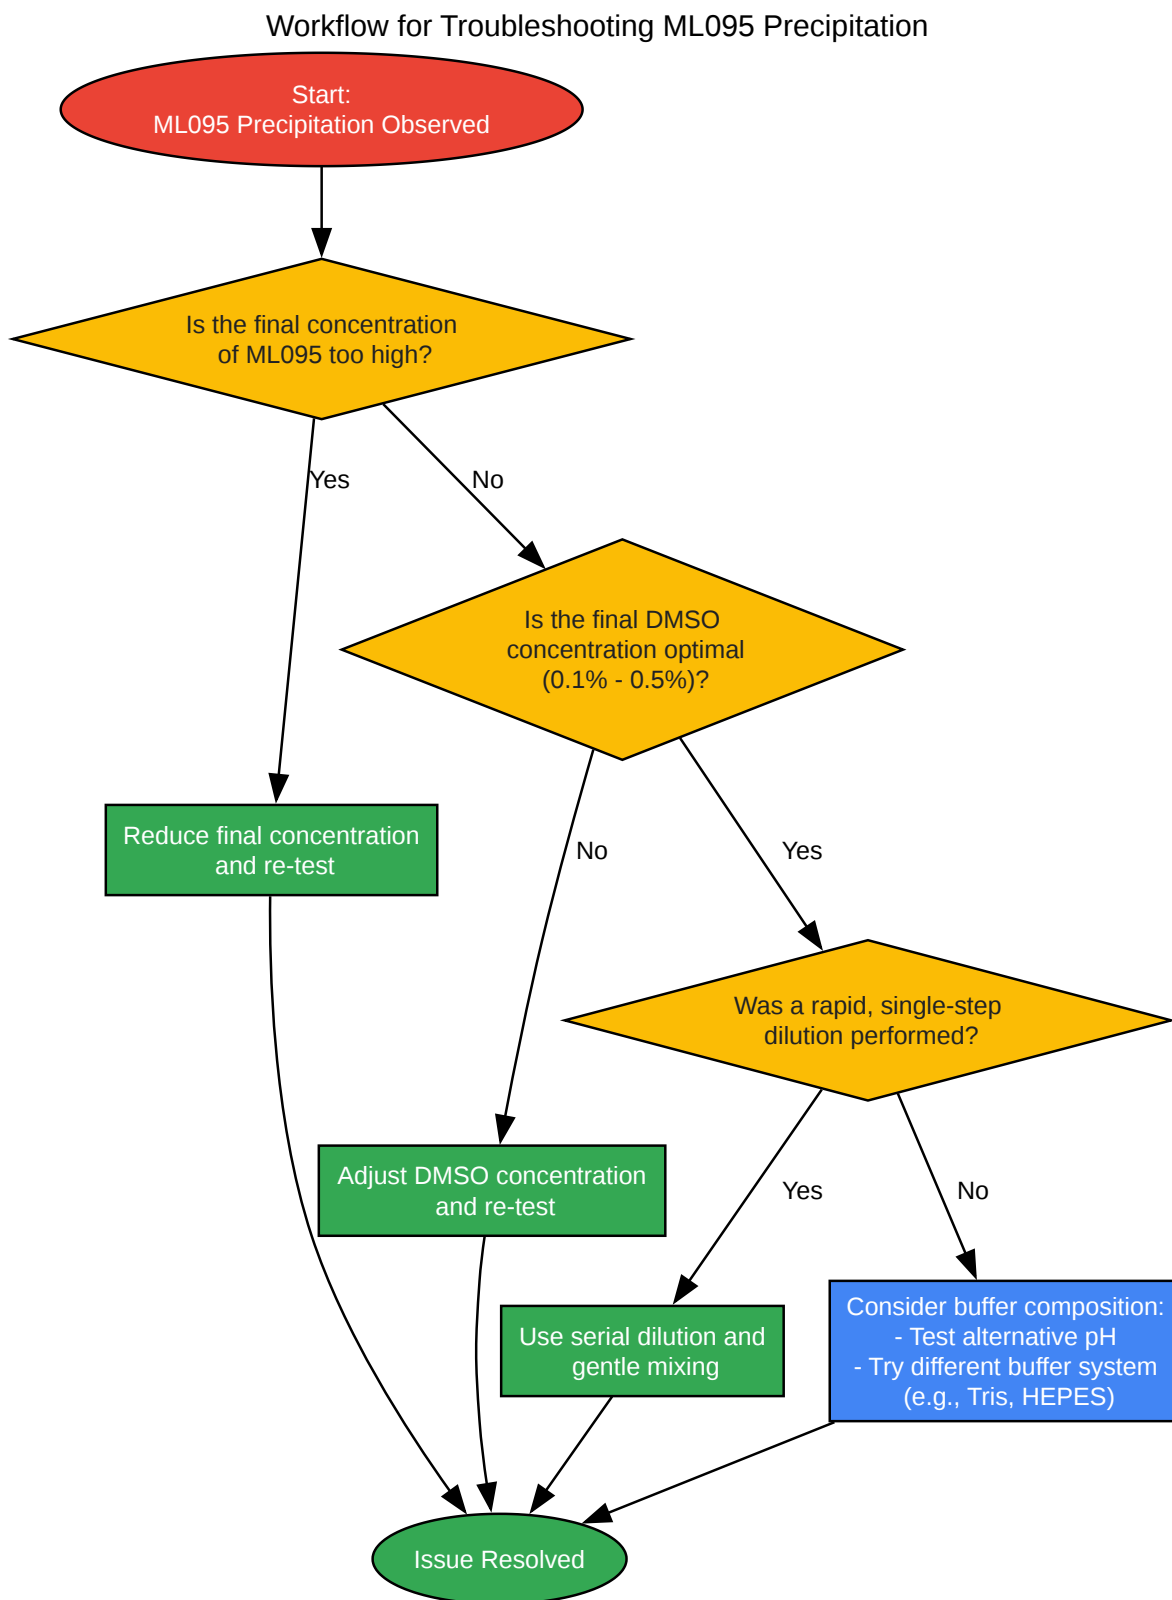 Workflow for Troubleshooting ML095 Precipitation
Start:
ML095 Precipitation Observed
Is the final concentration
of ML095 too high?
Yes
No
Is the final DMSO
concentration optimal
(0.1% - 0.5%)?
Reduce final concentration
and re-test
No
Yes
Was a rapid, single-step
dilution performed?
Adjust DMSO concentration
and re-test
Yes
No
Use serial dilution and
gentle mixing
Consider buffer composition:
- Test alternative pH
- Try different buffer system
(e.g., Tris, HEPES)
Issue Resolved